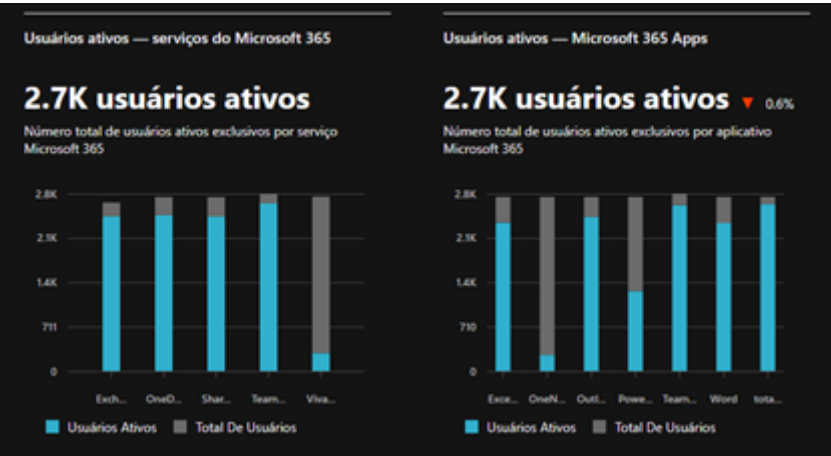 Usuários ativos — serviços do Microsoft 365
2.7K usuários ativos
Número total de usuários ativos exclusivos por serviço
Microsoft 365
2.8K
2.1K
1.4K
711
0
Exch... OneD... Shar... Team... Viva...
Usuários Ativos Total De Usuários
Usuários ativos — Microsoft 365 Apps
2.7K usuários ativos ▼ 0.6%
Número total de usuários ativos exclusivos por aplicativo
Microsoft 365
2.8K
2.1K
1.4K
710
0
Exce... OneN... Outl... Powe... Team... Word tota...
Usuários Ativos Total De Usuários